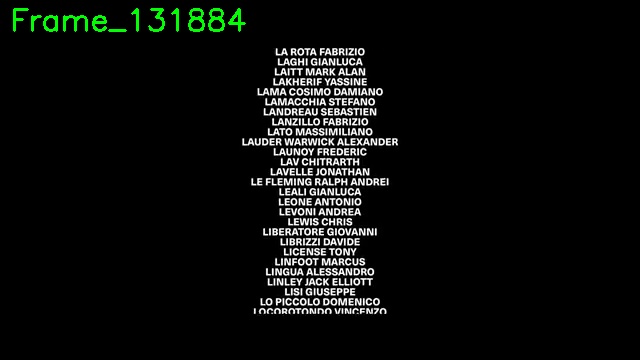 Frame_131884
LA ROTA FABRIZIO
LAGHI GIANLUCA
LAITT MARK ALAN
LAKHERIF YASSINE
LAMA COSIMO DAMIANO
LAMACCHIA STEFANO
LANDREAU SEBASTIEN
LANZILLO FABRIZIO
LATO MASSIMILIANO
LAUDER WARWICK ALEXANDER
LAUNOY FREDERIC
LAV CHITRARTH
LAVELLE JONATHAN
LE FLEMING RALPH ANDREI
LEALI GIANLUCA
LEONE ANTONIO
LEVONI ANDREA
LEWIS CHRIS
LIBERATORE GIOVANNI
LIBRIZZI DAVIDE
LICENSE TONY
LINFOOT MARCUS
LINGUA ALESSANDRO
LINLEY JACK ELLIOTT
LISI GIUSEPPE
LO PICCOLO DOMENICO
LOCOROTONDO VINCENZO